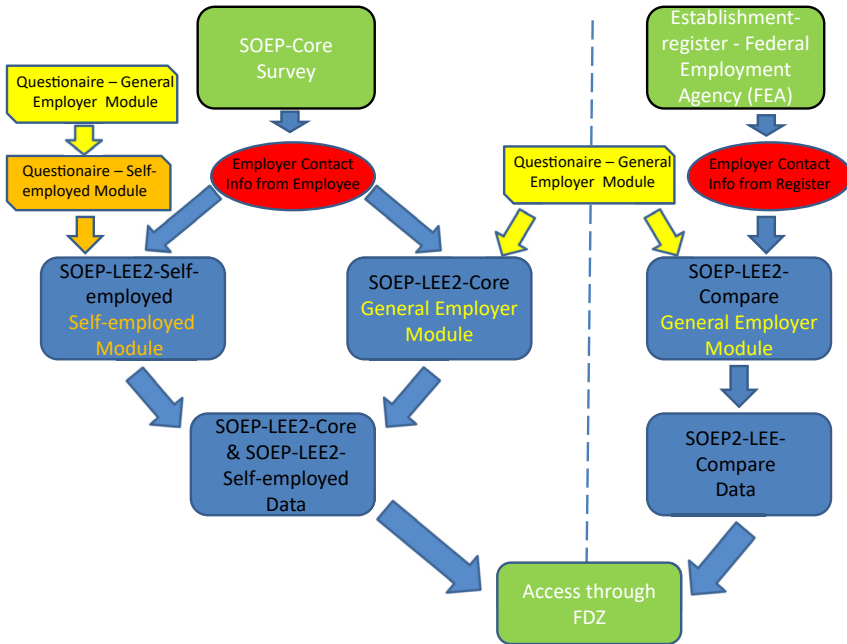 SOEP-Core
Survey
Establishment-
register - Federal
Employment
Agency (FEA)
Questionaire – General
Employer Module
Questionaire – Self-
employed Module
Employer Contact
Info from Employee
Questionaire – General
Employer Module
Employer Contact
Info from Register
SOEP-LEE2-Self-
employed
Self-employed
Module
SOEP-LEE2-Core
General Employer
Module
SOEP-LEE2-
Compare
General Employer
Module
SOEP-LEE2-Core
& SOEP-LEE2-
Self-employed
Data
SOEP2-LEE-
Compare
Data
Access through
FDZ